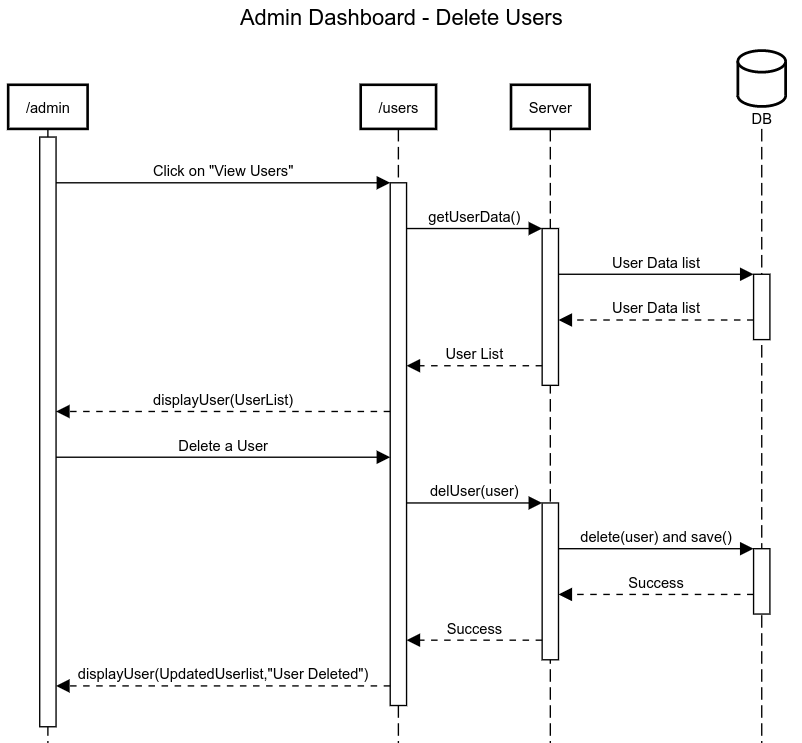 Admin Dashboard - Delete Users
/admin
/users
Server
DB
Click on "View Users"
getUserData()
User Data list
User Data list
User List
displayUser(UserList)
Delete a User
delUser(user)
delete(user) and save()
Success
Success
displayUser(UpdatedUserlist,"User Deleted")